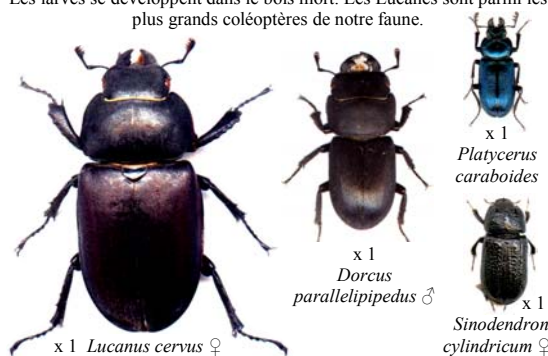 Les larves se développent dans le bois mort. Les Lucanes sont parmi les
plus grands coléoptères de notre faune.
x 1
Platycerus
caraboides
x 1
Dorcus
parallelipipedus ♂
x 1
Sinodendron
cylindricum ♀
x 1 Lucanus cervus ♀